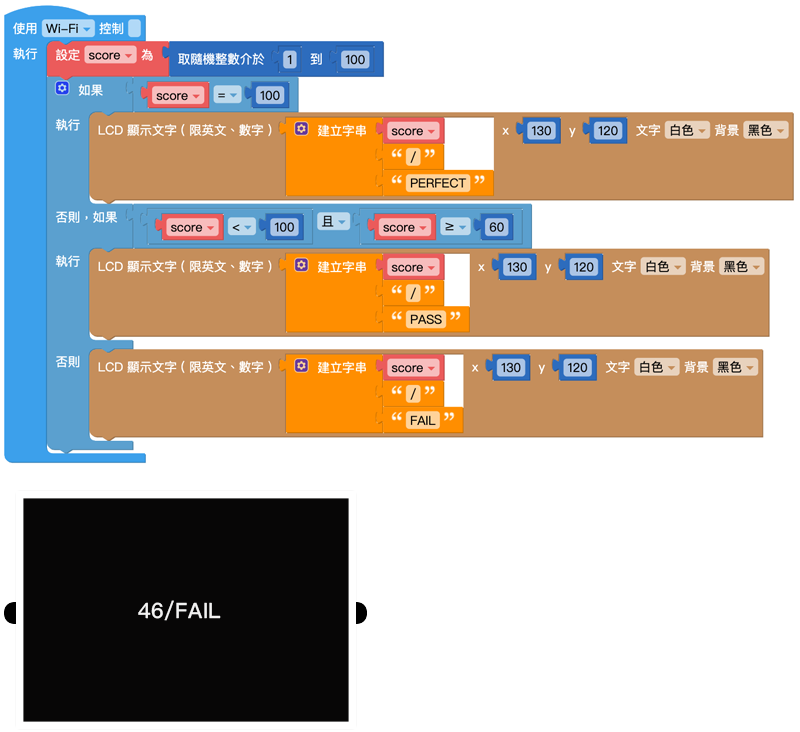 使用 Wi-Fi 控制
執行 設定 score 為 取隨機整數介於 1 到 100
如果 score = 100
執行 LCD 顯示文字 ( 限英文、數字 ) 建立字串 score x 130 y 120 文字 白色 背景 黑色
“ / ”
“ PERFECT ”
否則，如果 score < 100 且 score ≥ 60
執行 LCD 顯示文字 ( 限英文、數字 ) 建立字串 score x 130 y 120 文字 白色 背景 黑色
“ / ”
“ PASS ”
否則 LCD 顯示文字 ( 限英文、數字 ) 建立字串 score x 130 y 120 文字 白色 背景 黑色
“ / ”
“ FAIL ”
46/FAIL